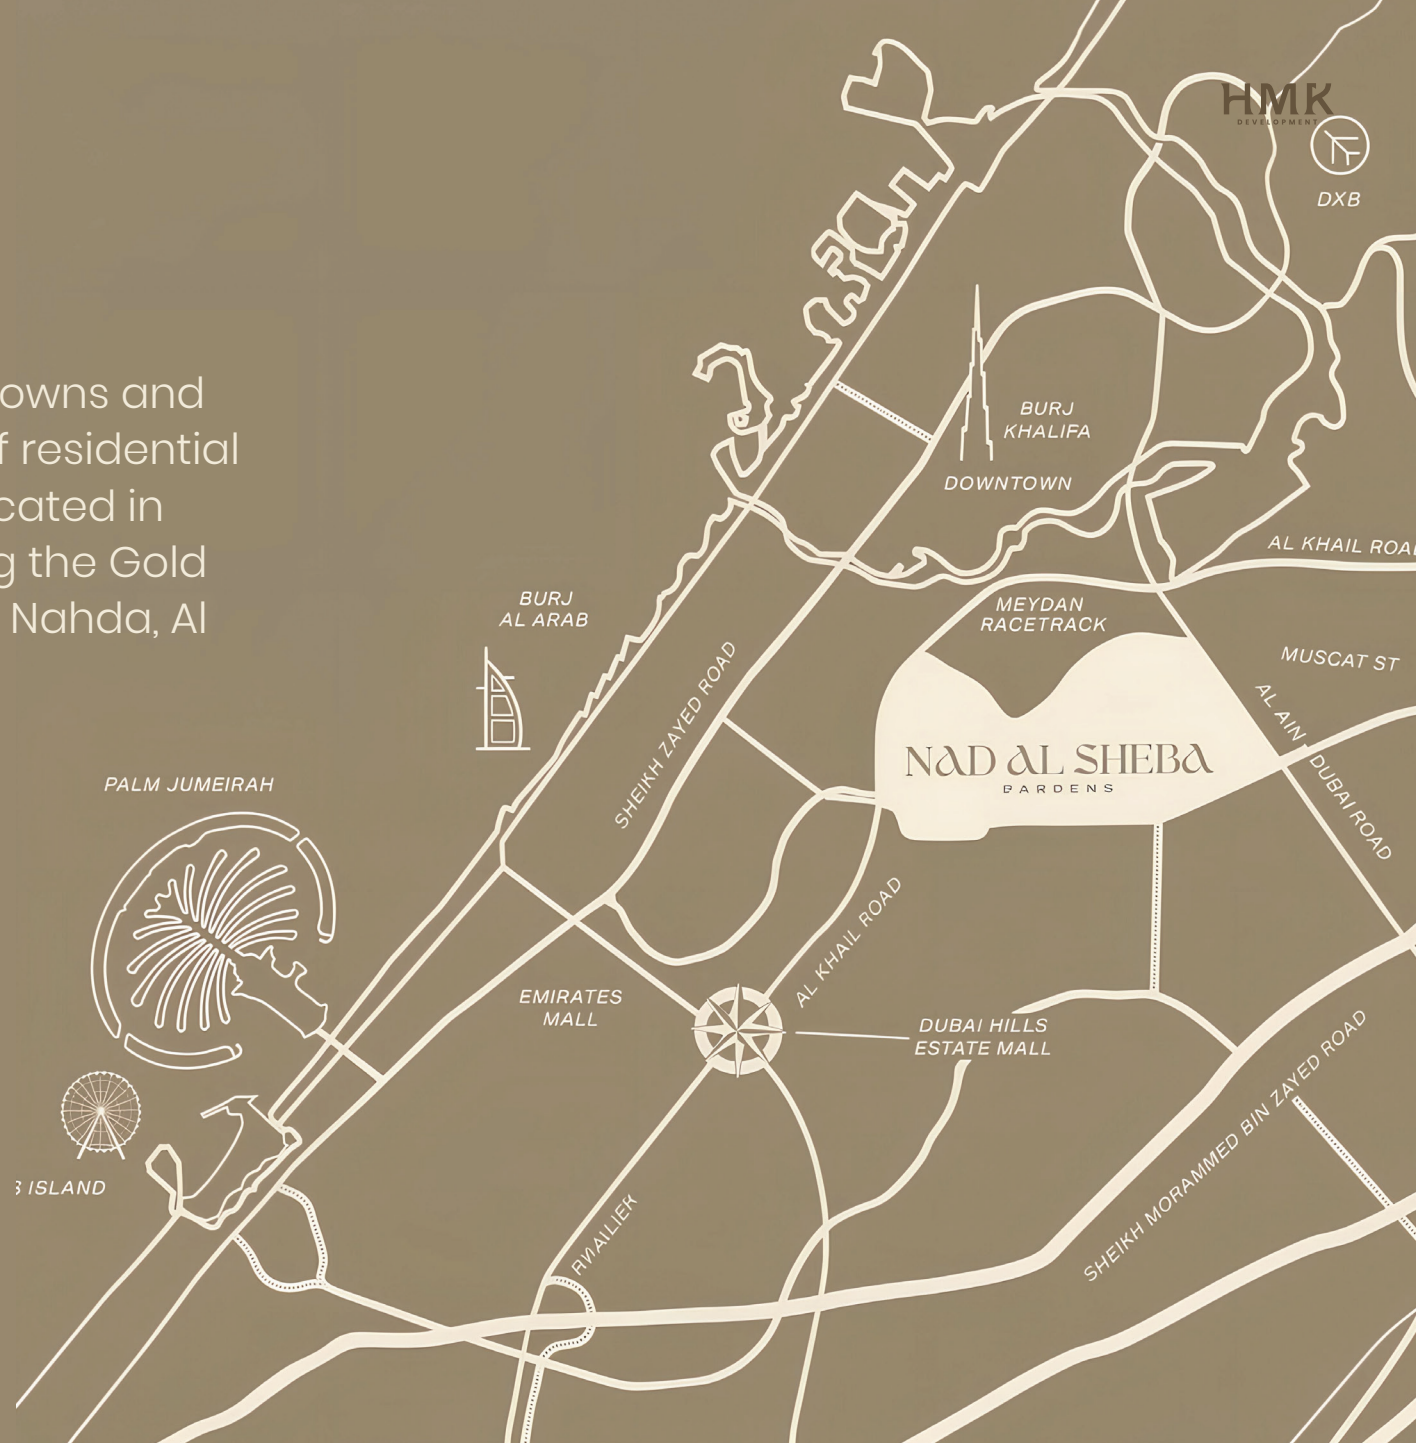 HMK
DEVELOPMENT
DXB
owns and
f residential
cated in
g the Gold
Nahda, Al
BURJ
KHALIFA
DOWNTOWN
AL KHAIL ROAD
BURJ
AL ARAB
MEYDAN
RACETRACK
MUSCAT ST
SHEIKH ZAYED ROAD
AL AIN DUBAI ROAD
NAD AL SHEBA
GARDENS
PALM JUMEIRAH
AL KHAIL ROAD
EMIRATES
MALL
DUBAI HILLS
ESTATE MALL
SHEIKH MORAMMED BIN ZAYED ROAD
ISLAND